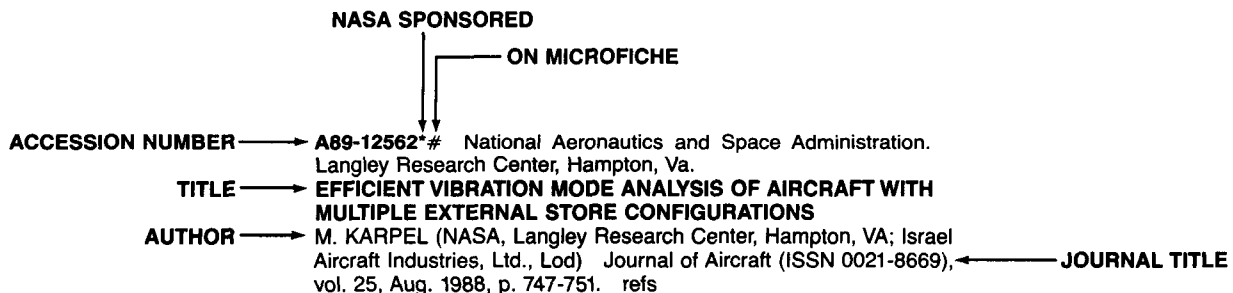 NASA SPONSORED
ON MICROFICHE
ACCESSION NUMBER A89-12562*# National Aeronautics and Space Administration.
Langley Research Center, Hampton, Va.
TITLE EFFICIENT VIBRATION MODE ANALYSIS OF AIRCRAFT WITH
MULTIPLE EXTERNAL STORE CONFIGURATIONS
AUTHOR M. KARPEL (NASA, Langley Research Center, Hampton, VA; Israel
Aircraft Industries, Ltd., Lod) Journal of Aircraft (ISSN 0021-8669), JOURNAL TITLE
vol. 25, Aug. 1988, p. 747-751. refs